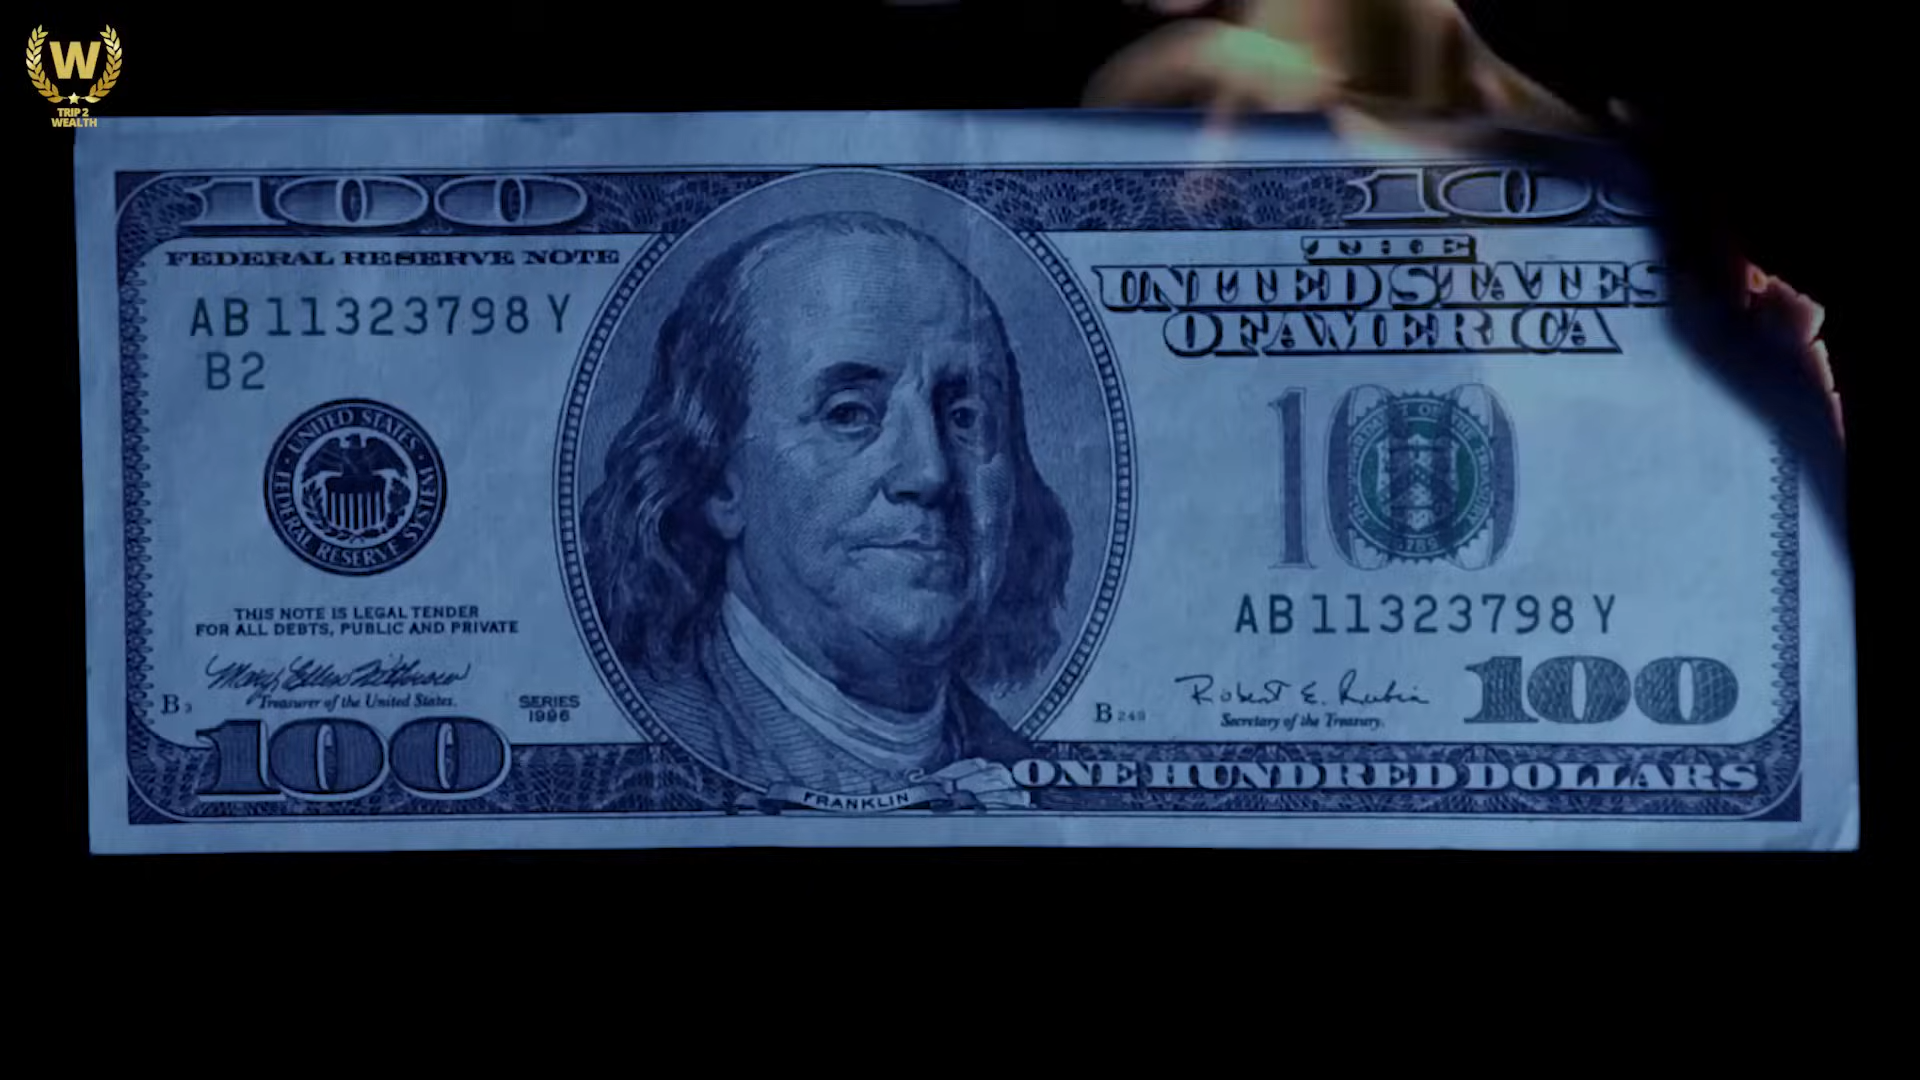 W
TRIP 2
WEALTH
100
FEDERAL RESERVE NOTE
THE
UNITED STATES
OF AMERICA
AB 11323798 Y
B2
UNITED STATES
FEDERAL RESERVE SYSTEM
100
1789
AB 11323798 Y
THIS NOTE IS LEGAL TENDER
FOR ALL DEBTS, PUBLIC AND PRIVATE
Treasurer of the United States.
SERIES
1996
B
Robert E. Rubin
Secretary of the Treasury.
100
100
FRANKLIN
ONE HUNDRED DOLLARS